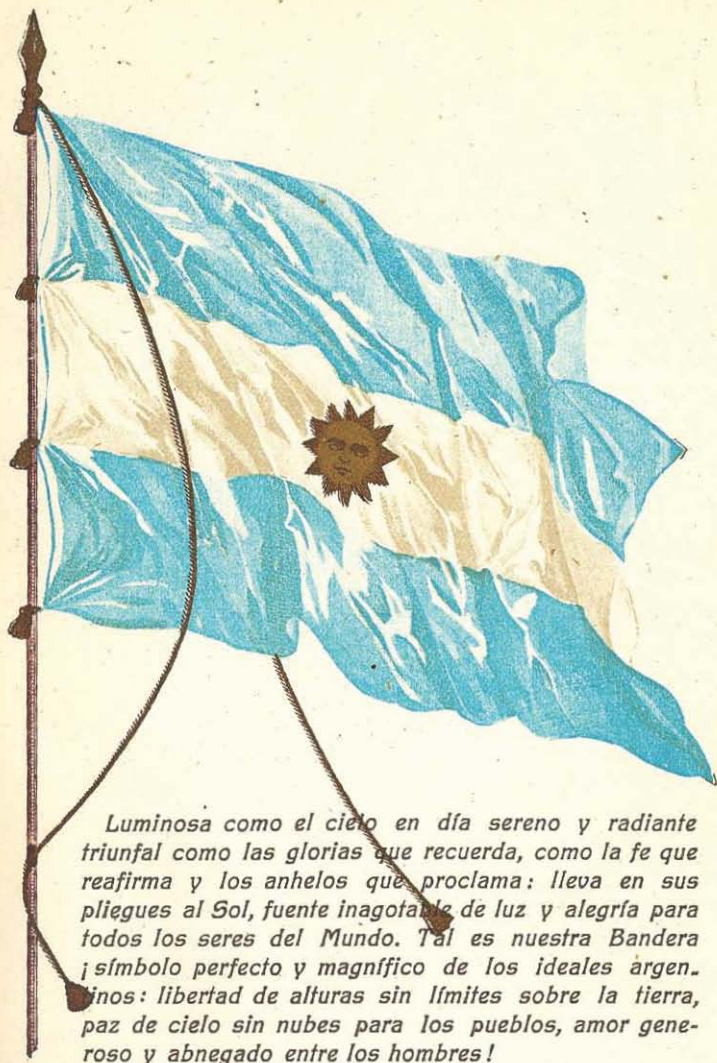 Luminosa como el cielo en día sereno y radiante
triunfal como las glorias que recuerda, como la fe que
reafirma y los anhelos que proclama: lleva en sus
pliegues al Sol, fuente inagotable de luz y alegría para
todos los seres del Mundo. Tal es nuestra Bandera
¡símbolo perfecto y magnífico de los ideales argen-
tinos: libertad de alturas sin límites sobre la tierra,
paz de cielo sin nubes para los pueblos, amor gene-
roso y abnegado entre los hombres!